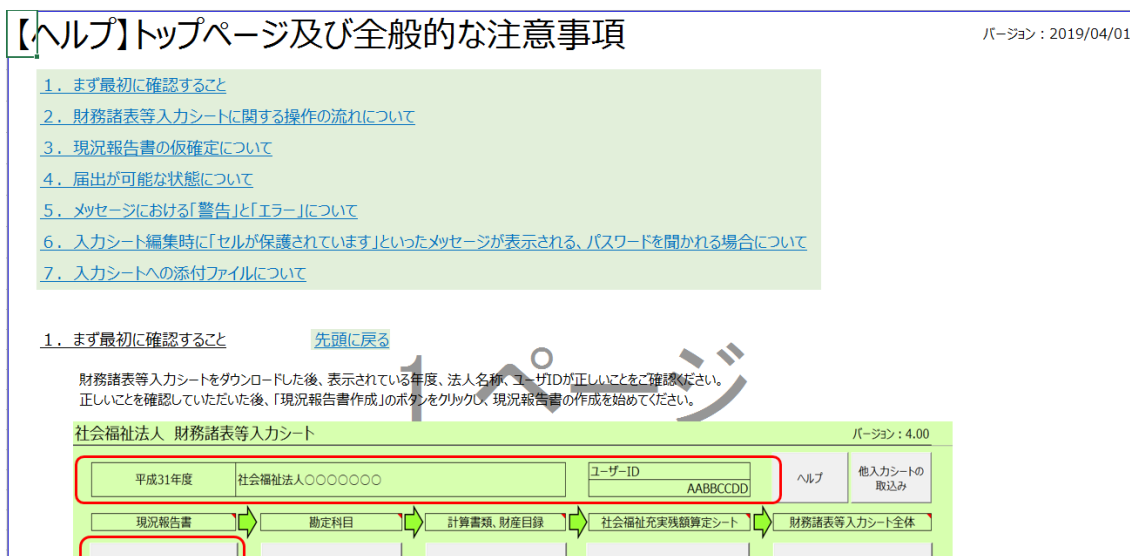 【ヘルプ】トップページ及び全般的な注意事項
バージョン：2019/04/01
１．まず最初に確認すること
２．財務諸表等入力シートに関する操作の流れについて
３．現況報告書の仮確定について
４．届出が可能な状態について
５．メッセージにおける「警告」と「エラー」について
６．入力シート編集時に「セルが保護されています」といったメッセージが表示される、パスワードを聞かれる場合について
７．入力シートへの添付ファイルについて
１．まず最初に確認すること 先頭に戻る
1 ページ
財務諸表等入力シートをダウンロードした後、表示されている年度、法人名称、ユーザIDが正しいことをご確認ください。
正しいことを確認していただいた後、「現況報告書作成」のボタンをクリックし、現況報告書の作成を始めてください。
社会福祉法人 財務諸表等入力シート バージョン：4.00
平成31年度 社会福祉法人○○○○○○○ ユーザーID
AABBCCDD
ヘルプ 他入力シートの
取込み
現況報告書 勘定科目 計算書類、財産目録 社会福祉充実残額算定シート 財務諸表等入力シート全体